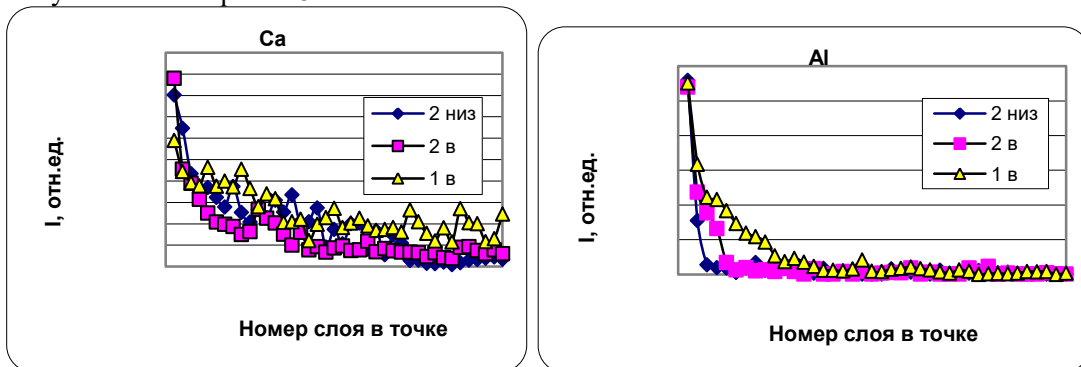 Ca
I, отн.ед.
2 низ
2 в
1 в
Номер слоя в точке
Al
I, отн.ед.
2 низ
2 в
1 в
Номер слоя в точке